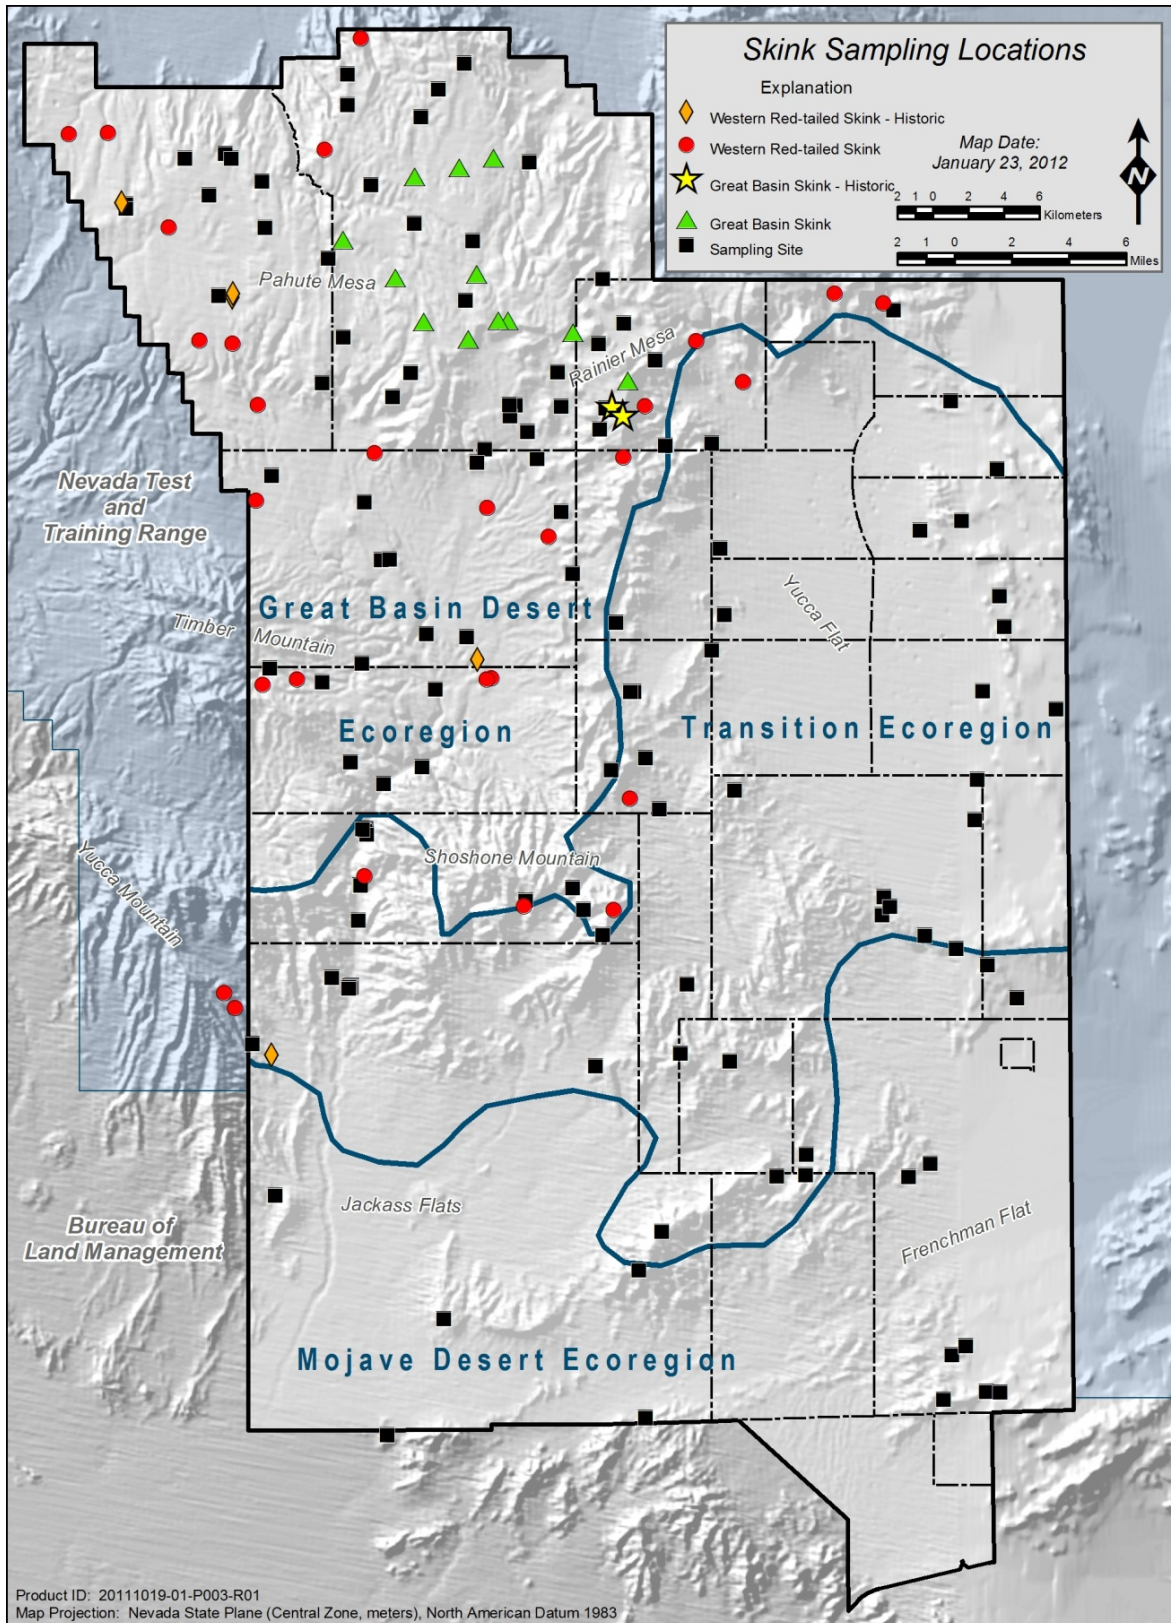 Skink Sampling Locations
Explanation
Western Red-tailed Skink - Historic
Western Red-tailed Skink
Great Basin Skink - Historic
Great Basin Skink
Sampling Site
Map Date:
January 23, 2012
N
2 1 0 2 4 6
Kilometers
2 1 0 2 4 6
Miles
Pahute Mesa
Rainier Mesa
Nevada Test
and
Training Range
Great Basin Desert
Yucca Flat
Timber Mountain
Ecoregion
Transition Ecoregion
Shoshone Mountain
Yucca Mountain
Jackass Flats
Bureau of
Land Management
Frenchman Flat
Mojave Desert Ecoregion
Product ID: 20111019-01-P003-R01
Map Projection: Nevada State Plane (Central Zone, meters), North American Datum 1983